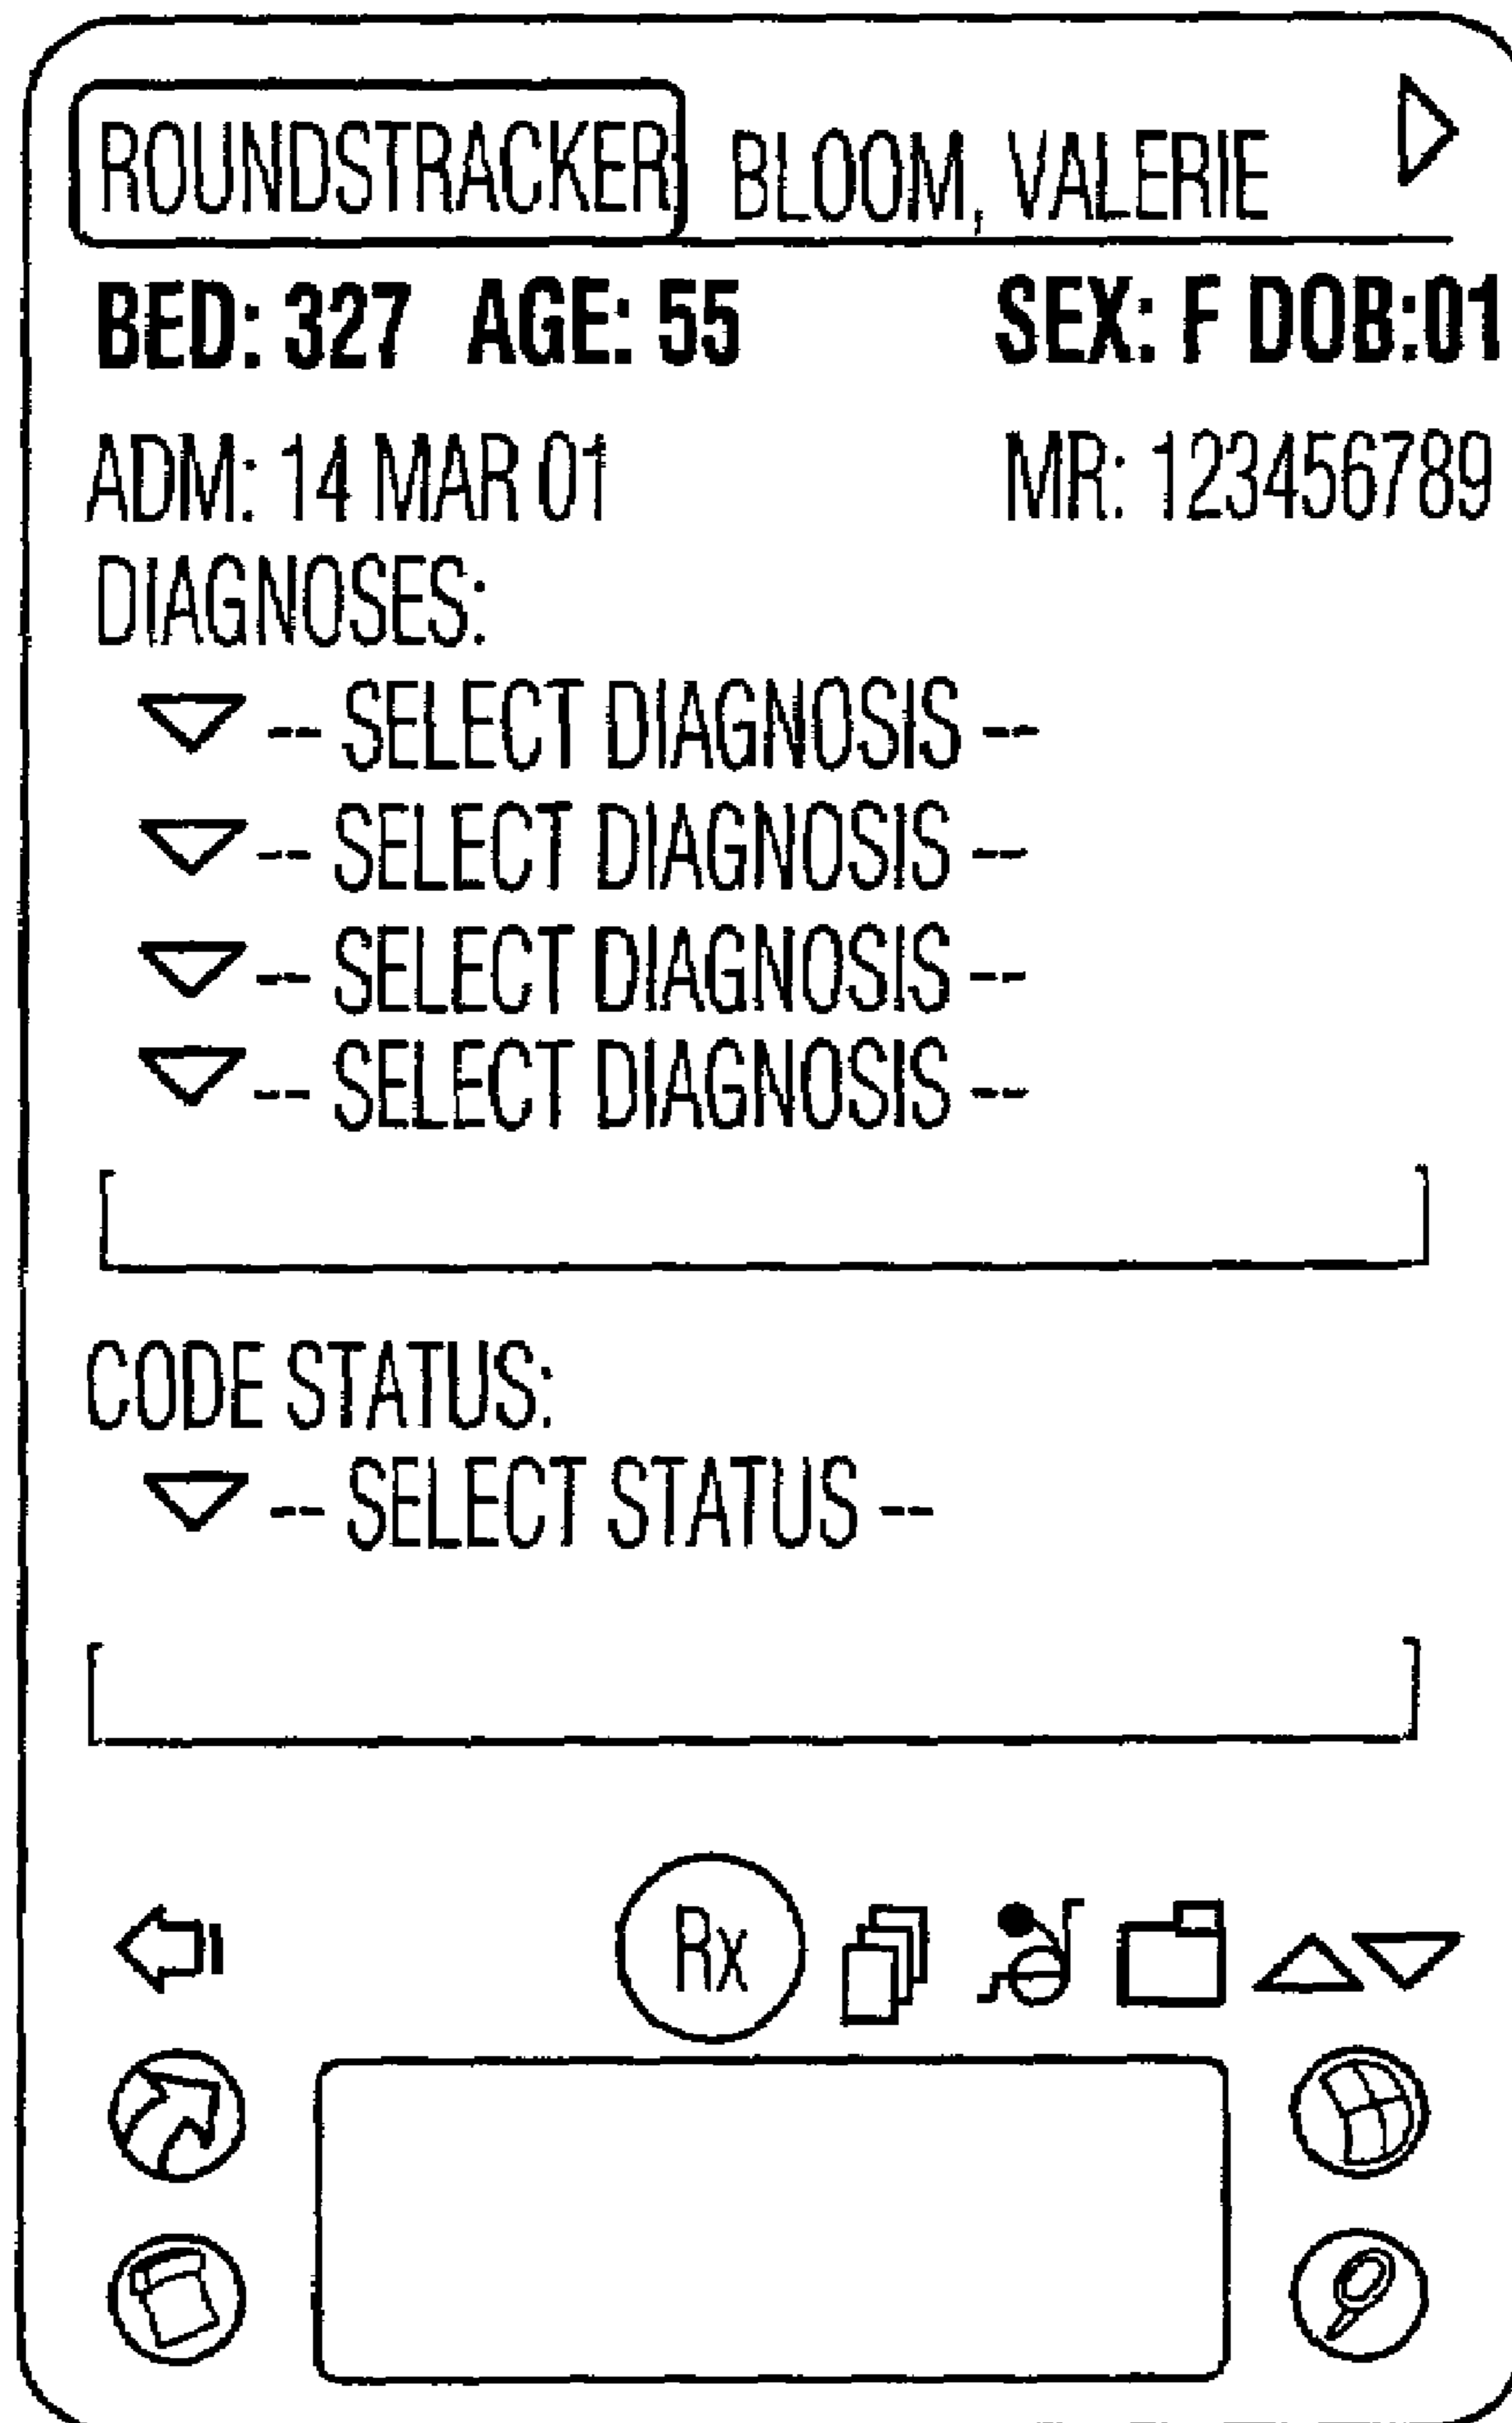 ROUNDSTRACKER BLOOM, VALERIE
BED: 327 AGE: 55 SEX: F DOB:01
ADM: 14 MAR 01 MR: 123456789
DIAGNOSES:
-- SELECT DIAGNOSIS --
-- SELECT DIAGNOSIS --
-- SELECT DIAGNOSIS --
-- SELECT DIAGNOSIS --
CODE STATUS:
-- SELECT STATUS --
Rx